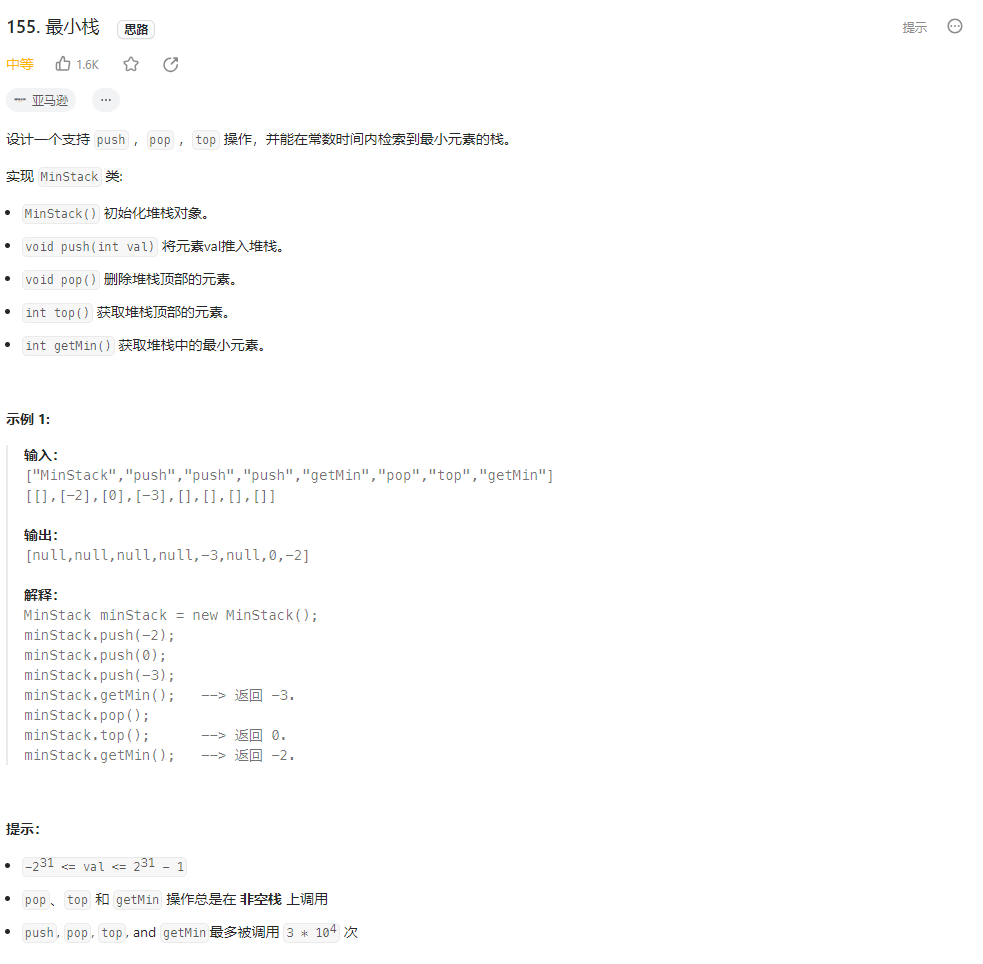 155. 最小栈 思路 提示
中等 1.6K
亚马逊 ...
设计一个支持 push ，pop ，top 操作，并能在常数时间内检索到最小元素的栈。
实现 MinStack 类:
• MinStack() 初始化堆栈对象。
• void push(int val) 将元素val推入堆栈。
• void pop() 删除堆栈顶部的元素。
• int top() 获取堆栈顶部的元素。
• int getMin() 获取堆栈中的最小元素。
示例 1:
输入：
["MinStack","push","push","push","getMin","pop","top","getMin"]
[[],[-2],[0],[-3],[],[],[],[]]
输出：
[null,null,null,null,-3,null,0,-2]
解释：
MinStack minStack = new MinStack();
minStack.push(-2);
minStack.push(0);
minStack.push(-3);
minStack.getMin();   --> 返回 -3.
minStack.pop();
minStack.top();      --> 返回 0.
minStack.getMin();   --> 返回 -2.
提示：
• -2³¹ <= val <= 2³¹ - 1
• pop、top 和 getMin 操作总是在 非空栈 上调用
• push, pop, top, and getMin最多被调用 3 * 10⁴ 次